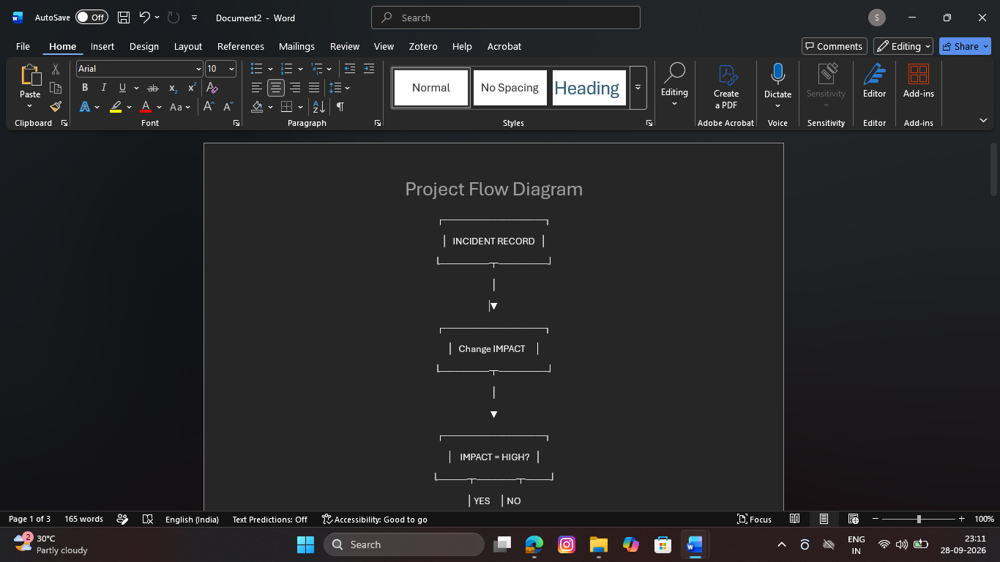 AutoSave Off Document2 - Word Search S
File Home Insert Design Layout References Mailings Review View Zotero Help Acrobat Comments Editing Share
Paste Arial 10 Normal No Spacing Heading Editing Create a PDF Dictate Sensitivity Editor Add-ins
Clipboard Font Paragraph Styles Adobe Acrobat Voice Sensitivity Editor Add-ins
Project Flow Diagram
INCIDENT RECORD
▼
Change IMPACT
▼
IMPACT = HIGH?
YES NO
Page 1 of 3 165 words English (India) Text Predictions: Off Accessibility: Good to go Focus 100%
2 30°C Search ENG 23:11
Partly cloudy IN 28-09-2026